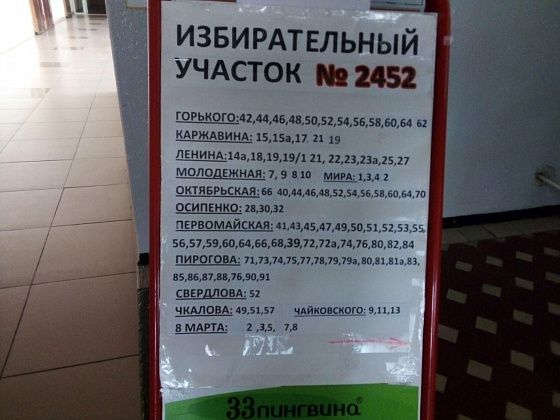 ИЗБИРАТЕЛЬНЫЙ
УЧАСТОК № 2452
ГОРЬКОГО:42,44,46,48,50,52,54,56,58,60,64 62
КАРЖАВИНА: 15,15а,17, 21 19
ЛЕНИНА:14а,18,19,19/1 21, 22,23,23а,25,27
МОЛОДЕЖНАЯ: 7, 9 8 10 МИРА: 1,3,4 2
ОКТЯБРЬСКАЯ: 66 40,44,46,48,52,54,56,58,60,64,70
ОСИПЕНКО: 28,30,32
ПЕРВОМАЙСКАЯ: 41,43,45,47,49,50,51,52,53,55
56,57,59,60,64,66,68,39,72,72а,74,76,80,82,84
ПИРОГОВА: 71,73,74,75,77,78,79,79а,80,81,81а,83,
85,86,87,88,76,90,91
СВЕРДЛОВА: 52
ЧКАЛОВА: 49,51,57 ЧАЙКОВСКОГО: 9,11,13
8 МАРТА: 2 ,3,5, 7,8
33 пингвина®